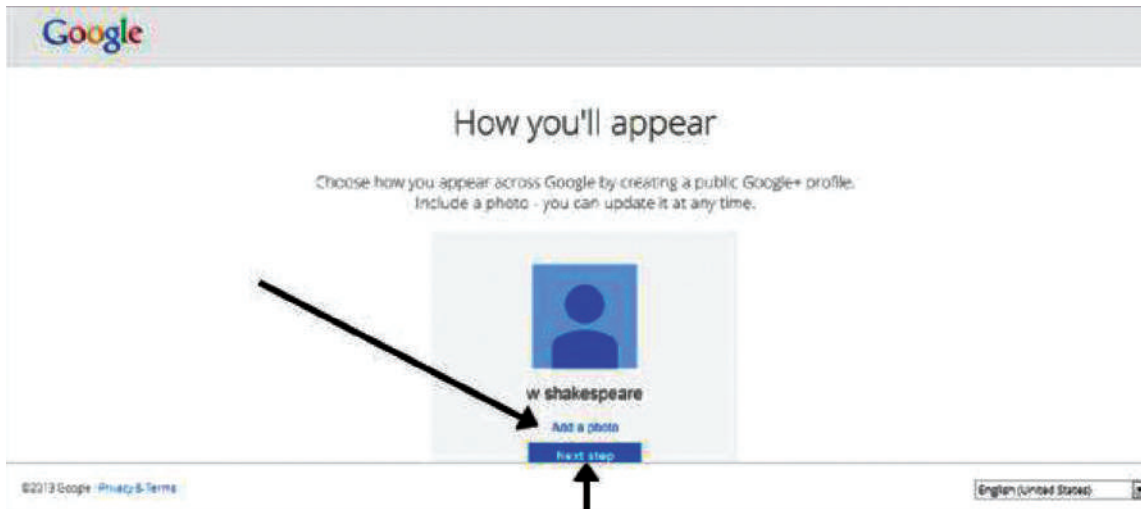 Google
How you'll appear
Choose how you appear across Google by creating a public Google+ profile.
Include a photo - you can update it at any time.
w shakespeare
Add a photo
Next step
©2013 Google Privacy & Terms
English (United States)